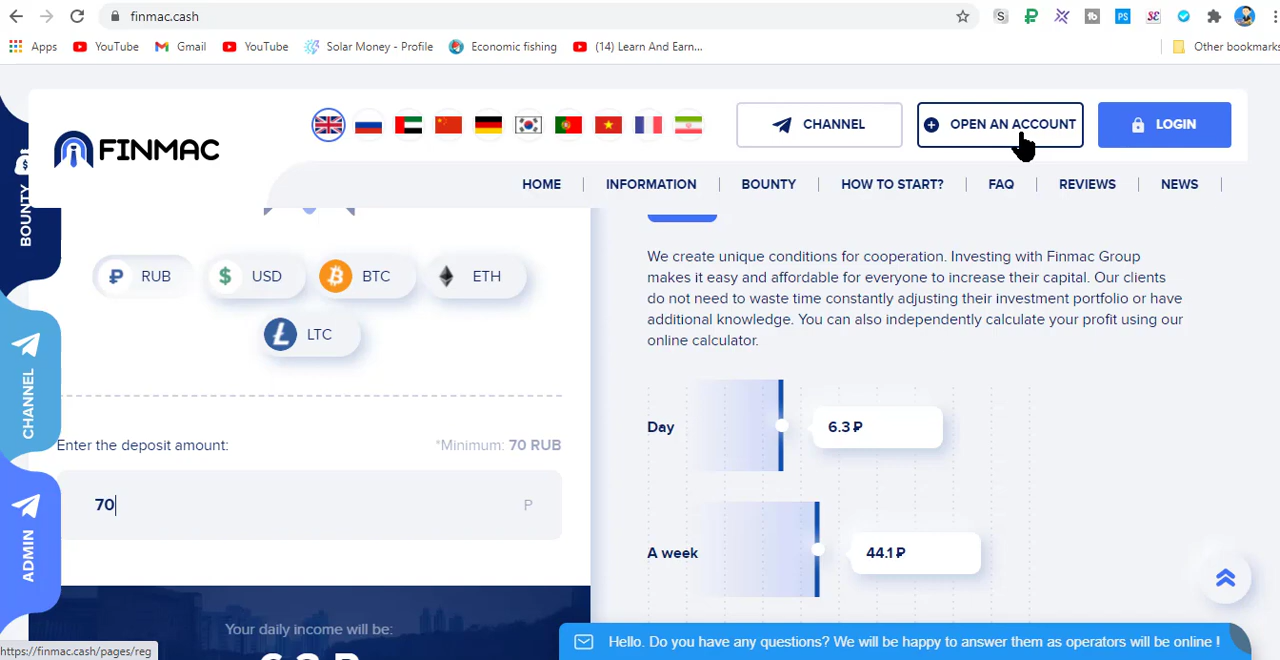 finmac.cash
Apps YouTube Gmail YouTube Solar Money - Profile Economic fishing (14) Learn And Earn... Other bookmarks
FINMAC
CHANNEL
OPEN AN ACCOUNT
LOGIN
HOME INFORMATION BOUNTY HOW TO START? FAQ REVIEWS NEWS
BOUNTY
CHANNEL
ADMIN
RUB USD BTC ETH
LTC
Enter the deposit amount: *Minimum: 70 RUB
70 P
Your daily income will be:
We create unique conditions for cooperation. Investing with Finmac Group
makes it easy and affordable for everyone to increase their capital. Our clients
do not need to waste time constantly adjusting their investment portfolio or have
additional knowledge. You can also independently calculate your profit using our
online calculator.
Day 6.3 ₽
A week 44.1 ₽
Hello. Do you have any questions? We will be happy to answer them as operators will be online !
https://finmac.cash/pages/reg